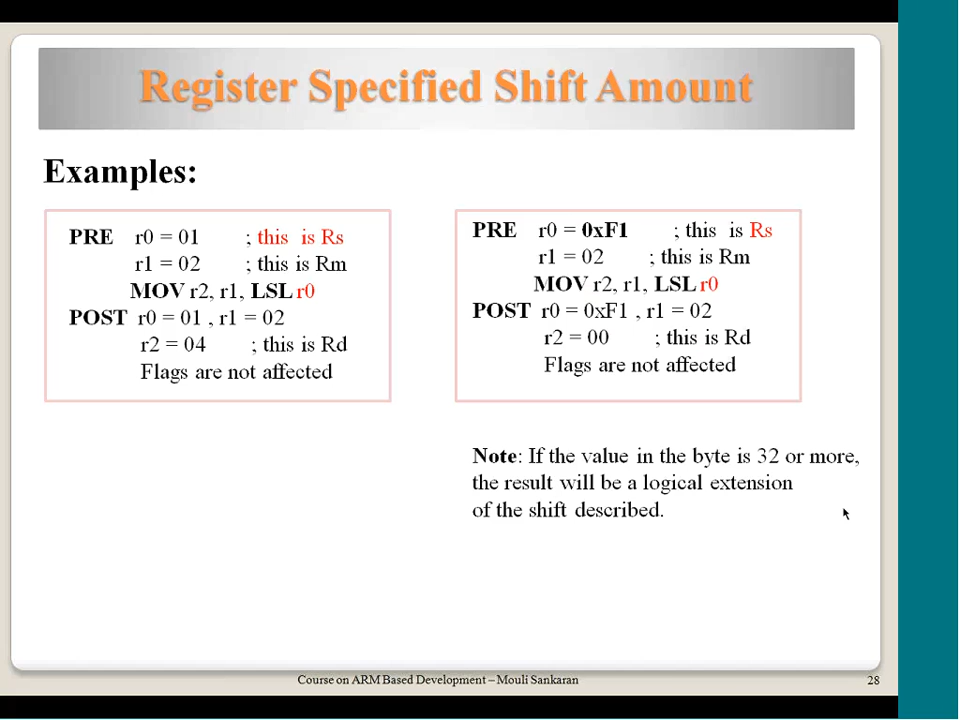 Register Specified Shift Amount
Examples:
PRE r0 = 01 ; this is Rs
r1 = 02 ; this is Rm
MOV r2, r1, LSL r0
POST r0 = 01 , r1 = 02
r2 = 04 ; this is Rd
Flags are not affected
PRE r0 = 0xF1 ; this is Rs
r1 = 02 ; this is Rm
MOV r2, r1, LSL r0
POST r0 = 0xF1 , r1 = 02
r2 = 00 ; this is Rd
Flags are not affected
Note: If the value in the byte is 32 or more,
the result will be a logical extension
of the shift described.
Course on ARM Based Development – Mouli Sankaran
28